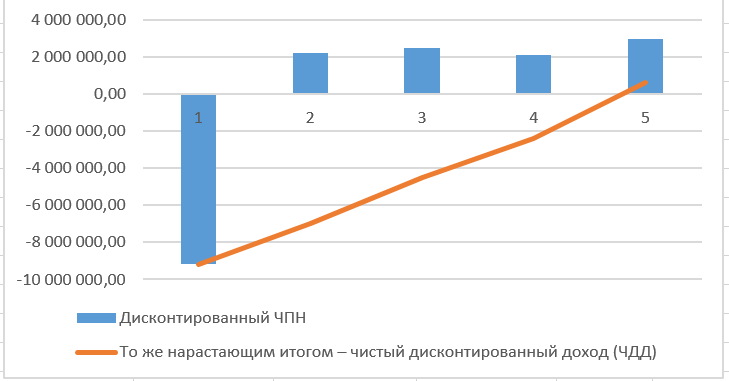 4 000 000,00
2 000 000,00
0,00
1 2 3 4 5
-2 000 000,00
-4 000 000,00
-6 000 000,00
-8 000 000,00
-10 000 000,00
Дисконтированный ЧПН
То же нарастающим итогом – чистый дисконтированный доход (ЧДД)